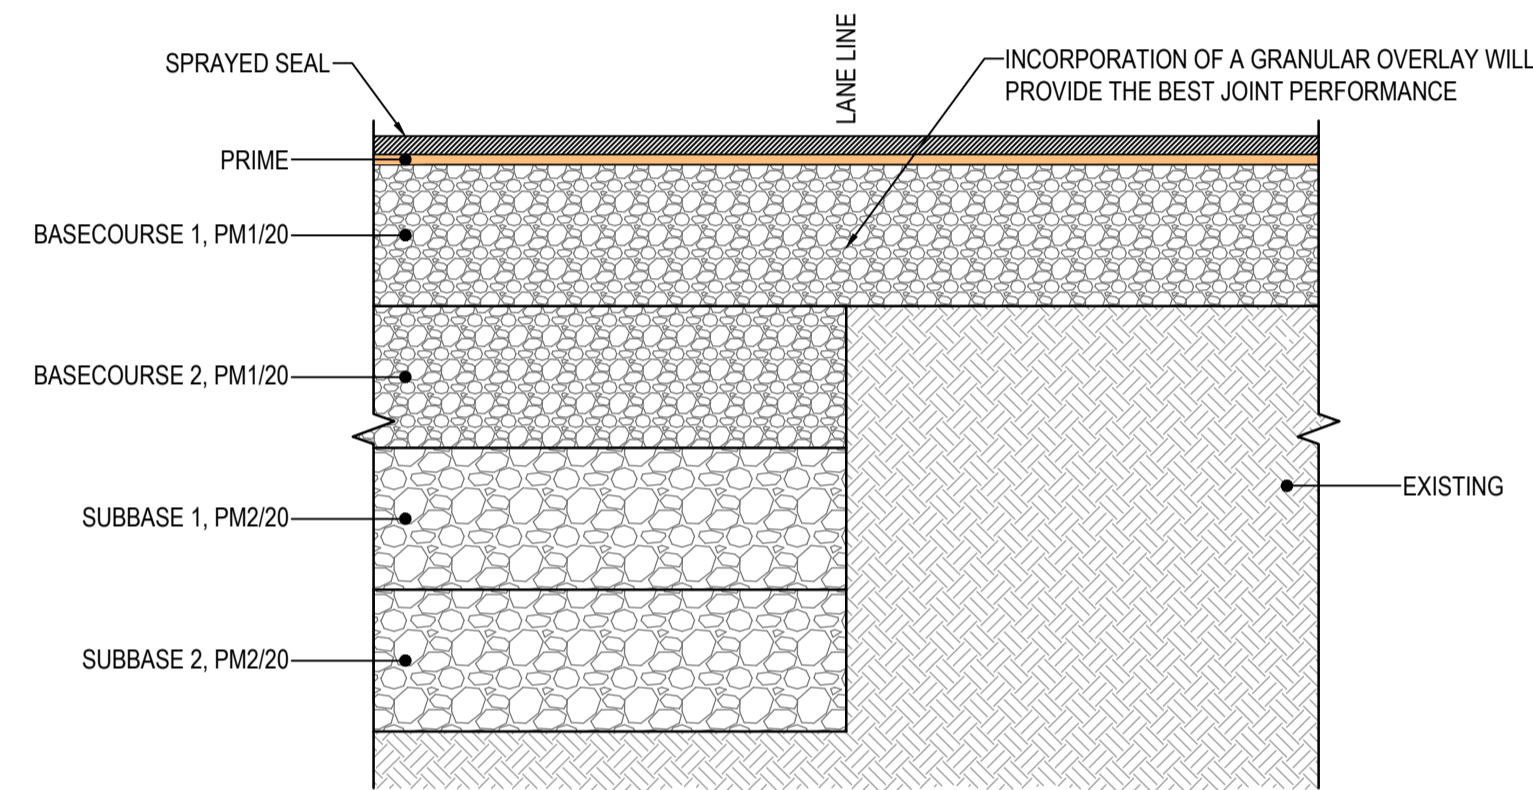 LANE LINE
SPRAYED SEAL
INCORPORATION OF A GRANULAR OVERLAY WILL
PROVIDE THE BEST JOINT PERFORMANCE
PRIME
BASECOURSE 1, PM1/20
BASECOURSE 2, PM1/20
SUBBASE 1, PM2/20
EXISTING
SUBBASE 2, PM2/20